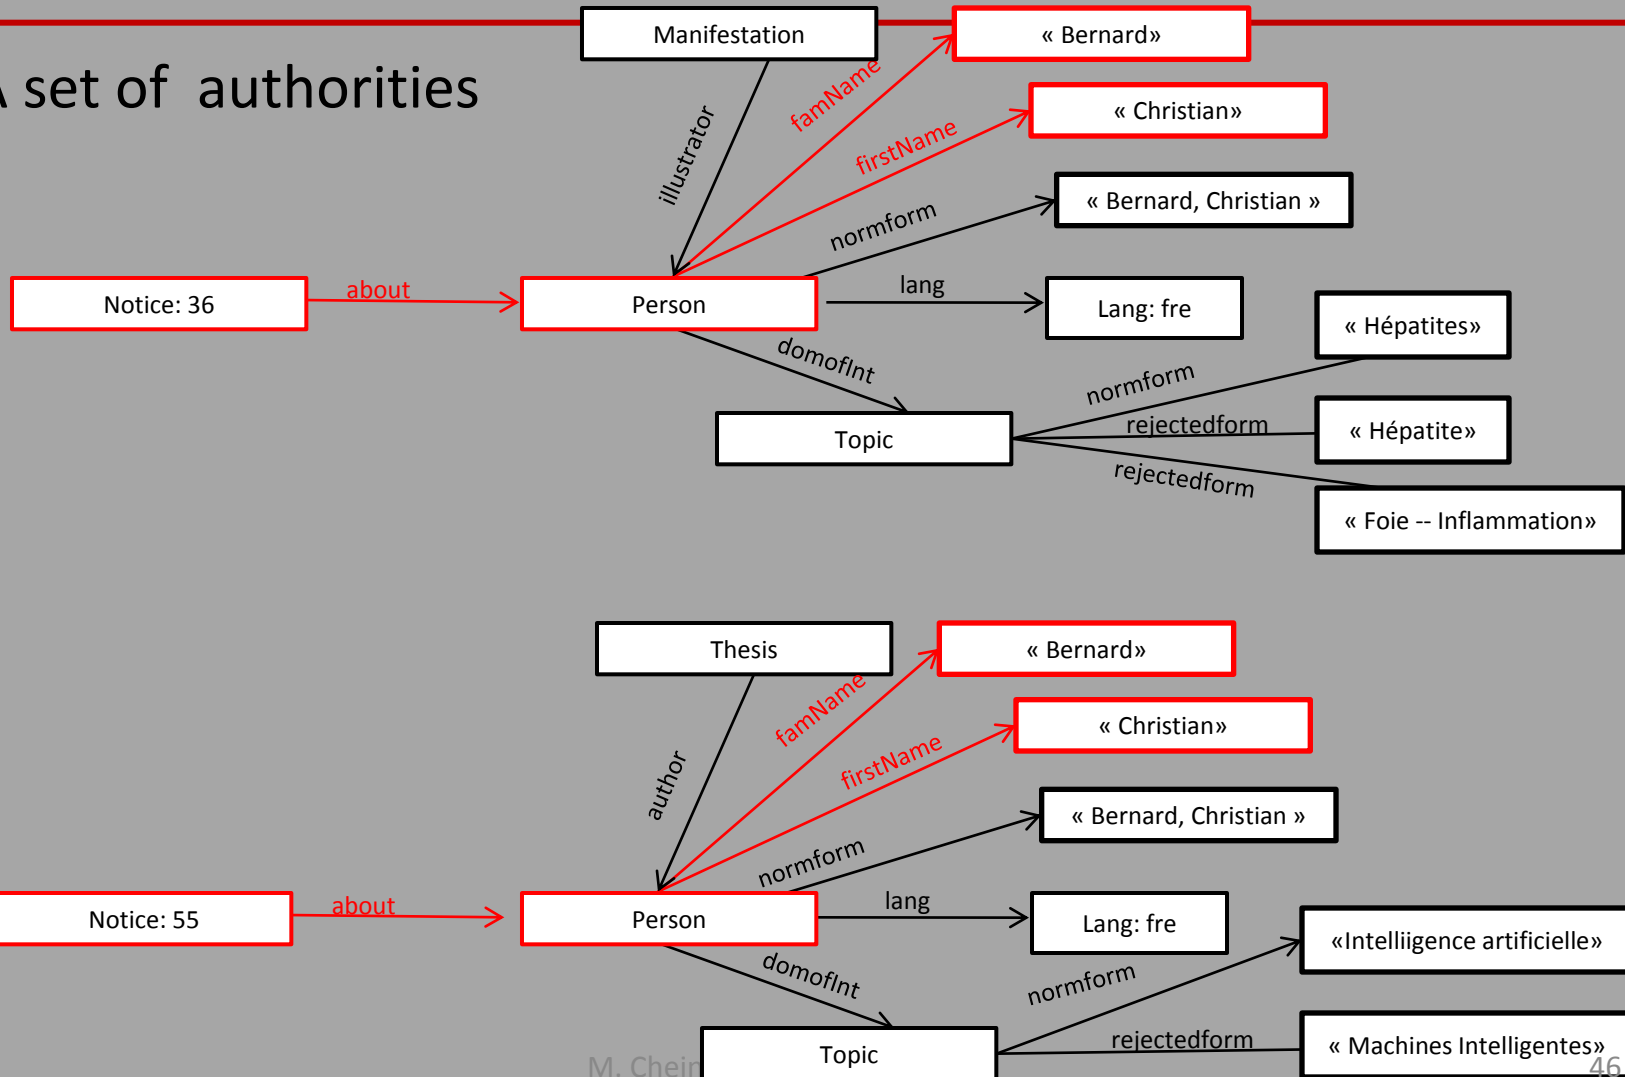 Manifestation
« Bernard»
A set of authorities
famName
« Christian»
firstName
illustrator
« Bernard, Christian »
normform
Notice: 36
about
Person
lang
Lang: fre
« Hépatites»
domofInt
normform
Topic
rejectedform
« Hépatite»
rejectedform
« Foie -- Inflammation»
Thesis
« Bernard»
famName
« Christian»
firstName
author
« Bernard, Christian »
normform
Notice: 55
about
Person
lang
Lang: fre
«Intelliigence artificielle»
domofInt
normform
Topic
rejectedform
« Machines Intelligentes»
M. Chein
46